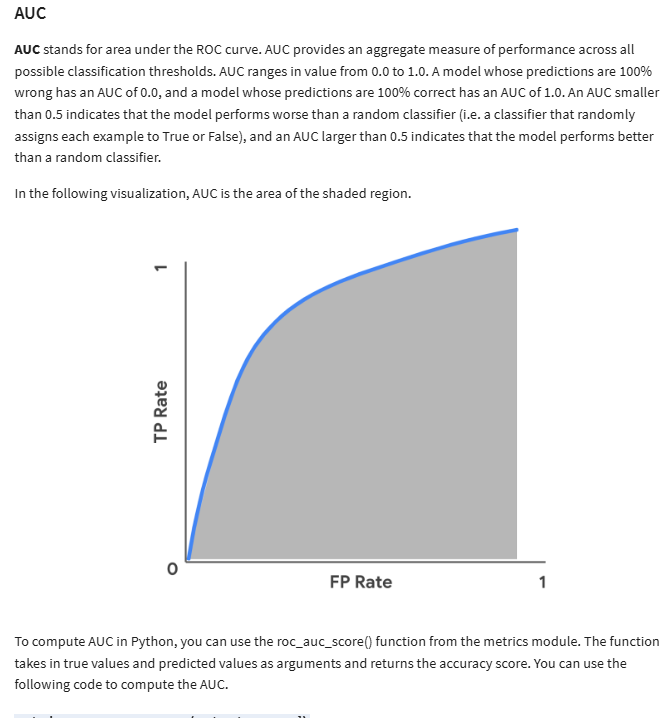 AUC
AUC stands for area under the ROC curve. AUC provides an aggregate measure of performance across all
possible classification thresholds. AUC ranges in value from 0.0 to 1.0. A model whose predictions are 100%
wrong has an AUC of 0.0, and a model whose predictions are 100% correct has an AUC of 1.0. An AUC smaller
than 0.5 indicates that the model performs worse than a random classifier (i.e. a classifier that randomly
assigns each example to True or False), and an AUC larger than 0.5 indicates that the model performs better
than a random classifier.
In the following visualization, AUC is the area of the shaded region.
1
TP Rate
0
FP Rate
1
To compute AUC in Python, you can use the roc_auc_score() function from the metrics module. The function
takes in true values and predicted values as arguments and returns the accuracy score. You can use the
following code to compute the AUC.